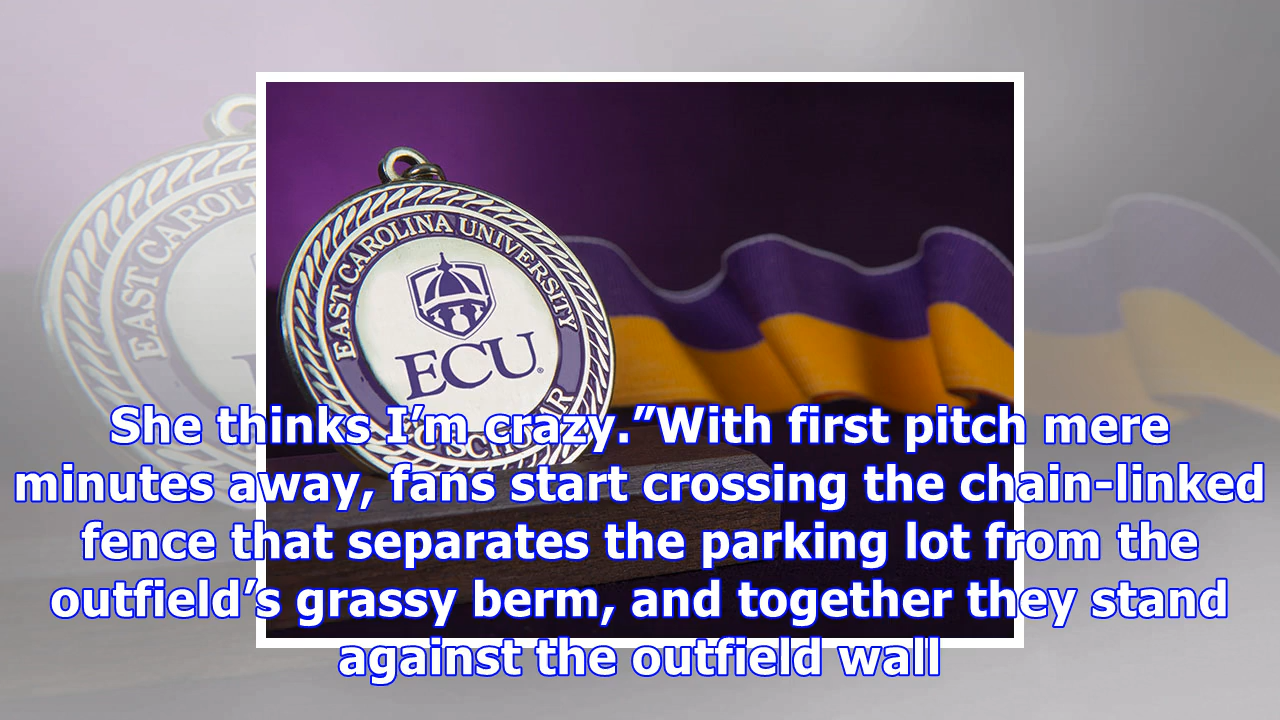 EAST CAROLINA UNIVERSITY
ECU
She thinks I’m crazy.”With first pitch mere
minutes away, fans start crossing the chain-linked
fence that separates the parking lot from the
outfield’s grassy berm, and together they stand
against the outfield wall